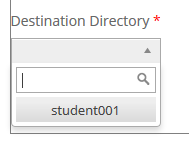 Destination Directory *
student001